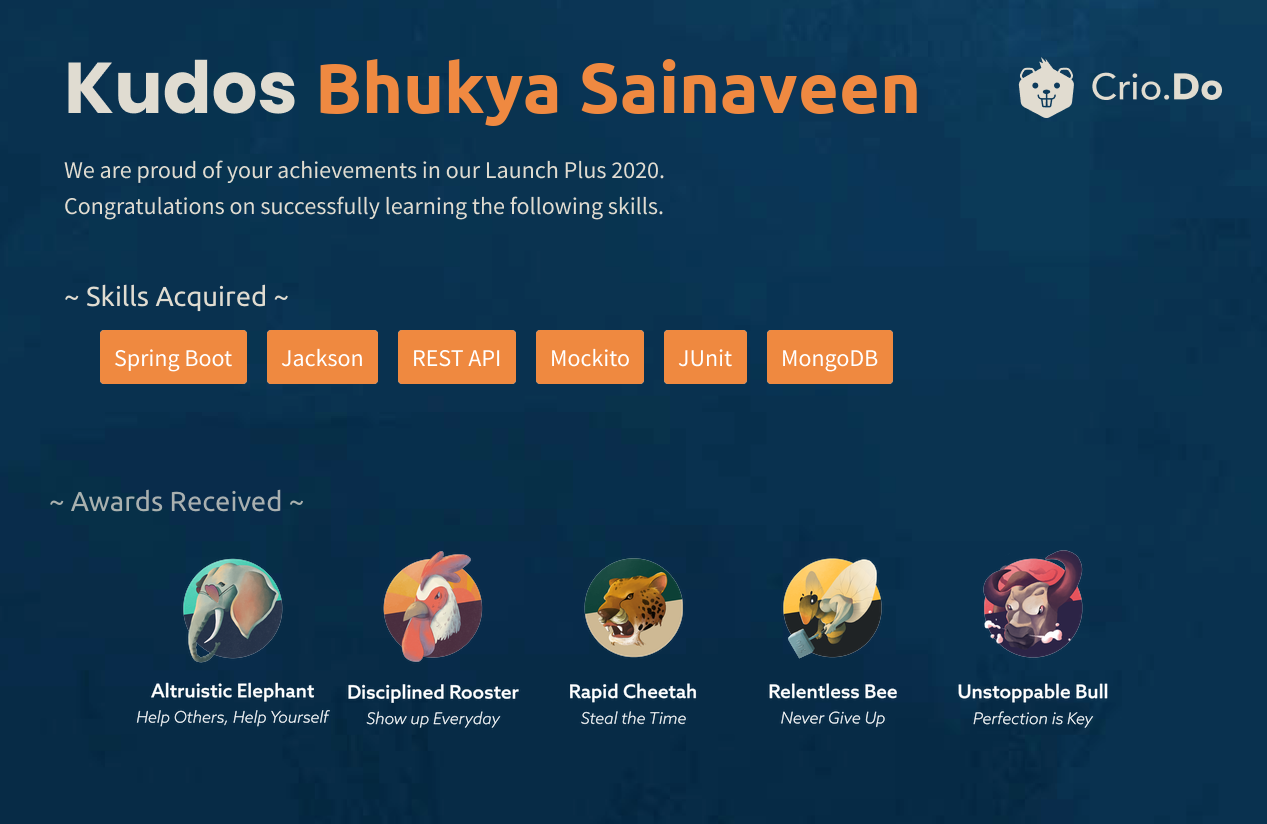 Kudos Bhukya Sainaveen
Crio.Do
We are proud of your achievements in our Launch Plus 2020.
Congratulations on successfully learning the following skills.
~ Skills Acquired ~
Spring Boot Jackson REST API Mockito JUnit MongoDB
~ Awards Received ~
Altruistic Elephant Disciplined Rooster Rapid Cheetah Relentless Bee Unstoppable Bull
Help Others, Help Yourself Show up Everyday Steal the Time Never Give Up Perfection is Key